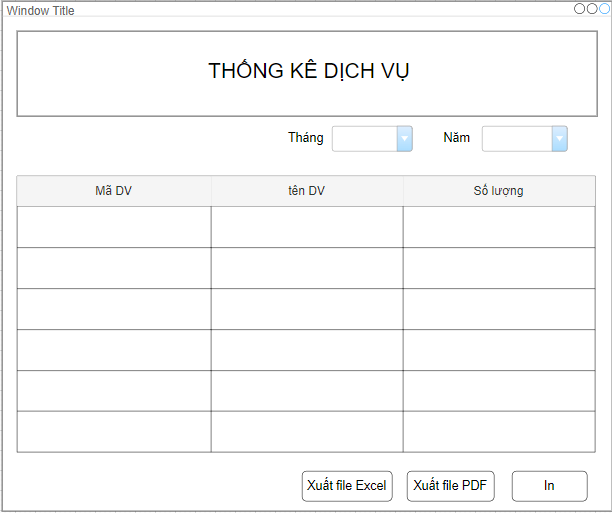 Window Title
THỐNG KÊ DỊCH VỤ
Tháng Năm
Mã DV tên DV Số lượng
Xuất file Excel Xuất file PDF In